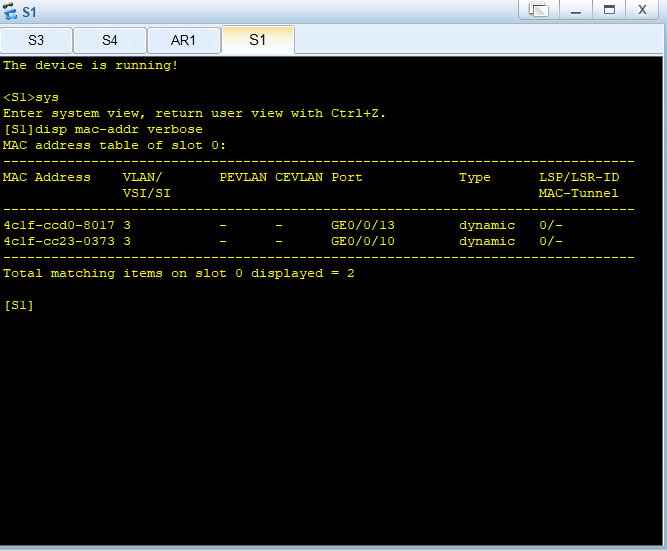 S1
S3 S4 AR1 S1
The device is running!
<S1>sys
Enter system view, return user view with Ctrl+Z.
[S1]disp mac-addr verbose
MAC address table of slot 0:
-------------------------------------------------------------------------------
MAC Address    VLAN/       PEVLAN CEVLAN Port            Type      LSP/LSR-ID
               VSI/SI                                              MAC-Tunnel
-------------------------------------------------------------------------------
4c1f-ccd0-8017 3           -      -      GE0/0/13        dynamic   0/-
4c1f-cc23-0373 3           -      -      GE0/0/10        dynamic   0/-
-------------------------------------------------------------------------------
Total matching items on slot 0 displayed = 2
[S1]